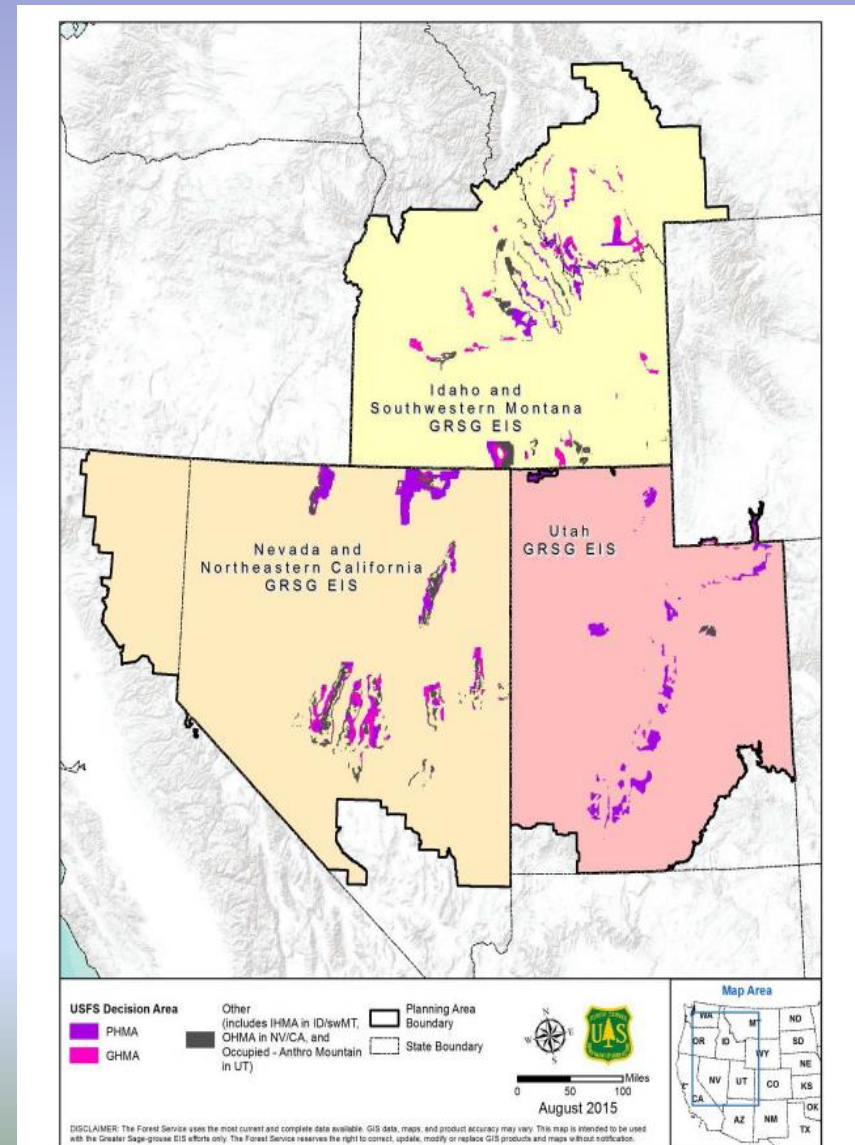 Idaho and
Southwestern Montana
GRSG EIS
Nevada and
Northeastern California
GRSG EIS
Utah
GRSG EIS
USFS Decision Area
PHMA
GHMA
Other
(includes IHMA in ID/swMT,
OHMA in NV/CA, and
Occupied - Anthro Mountain
in UT)
Planning Area
Boundary
State Boundary
N
W E
S
FOREST SERVICE
U S
DEPARTMENT OF AGRICULTURE
Miles
0 50 100
August 2015
Map Area
WA
MT
ND
OR
ID
SD
WY
NE
NV
UT
CO
KS
CA
OK
AZ
NM
TX
DISCLAIMER: The Forest Service uses the most current and complete data available. GIS data, maps, and product accuracy may vary. This map is intended to be used
with the Greater Sage-grouse EIS efforts only. The Forest Service reserves the right to correct, update, modify or replace GIS products and maps without notification.